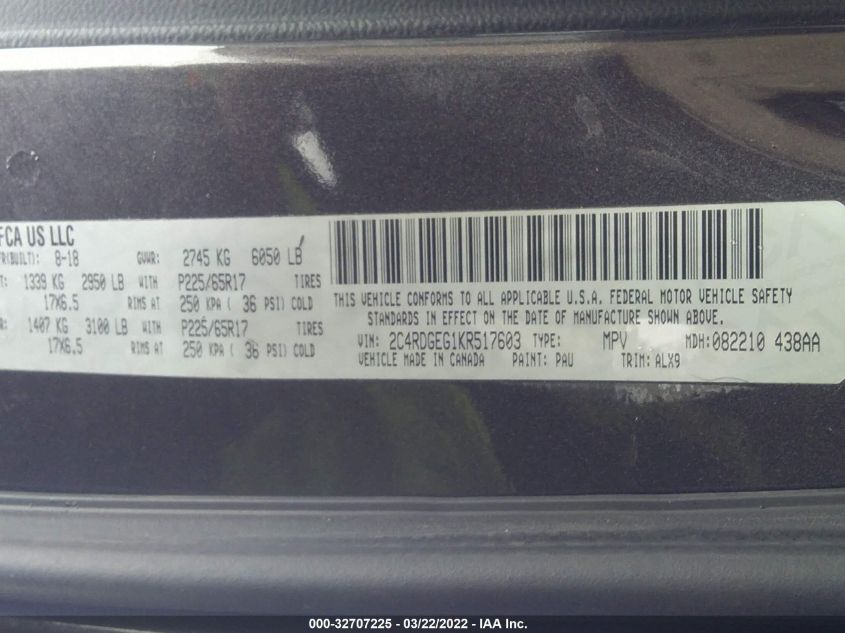 FCA US LLC
FR(BUILT): 8-18 GVWR: 2745 KG 6050 LB
T: 1339 KG 2950 LB WITH P225/65R17 TIRES
17X6.5 RIMS AT 250 KPA ( 36 PSI) COLD
R: 1407 KG 3100 LB WITH P225/65R17 TIRES
17X6.5 RIMS AT 250 KPA ( 36 PSI) COLD
THIS VEHICLE CONFORMS TO ALL APPLICABLE U.S.A. FEDERAL MOTOR VEHICLE SAFETY
STANDARDS IN EFFECT ON THE DATE OF MANUFACTURE SHOWN ABOVE.
VIN: 2C4RDGEG1KR517603 TYPE: MPV MDH: 082210 438AA
VEHICLE MADE IN CANADA PAINT: PAU TRIM: ALX9
000-32707225 - 03/22/2022 - IAA Inc.